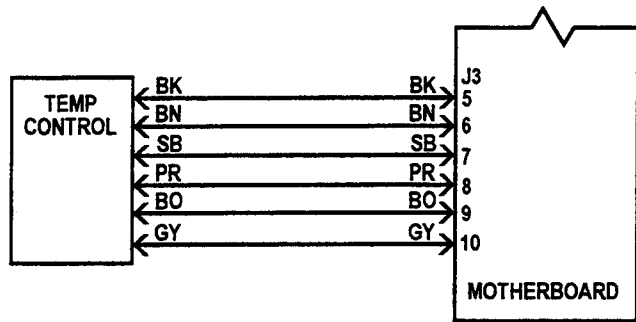 J3
TEMP
CONTROL
BK BK 5
BN BN 6
SB SB 7
PR PR 8
BO BO 9
GY GY 10
MOTHERBOARD